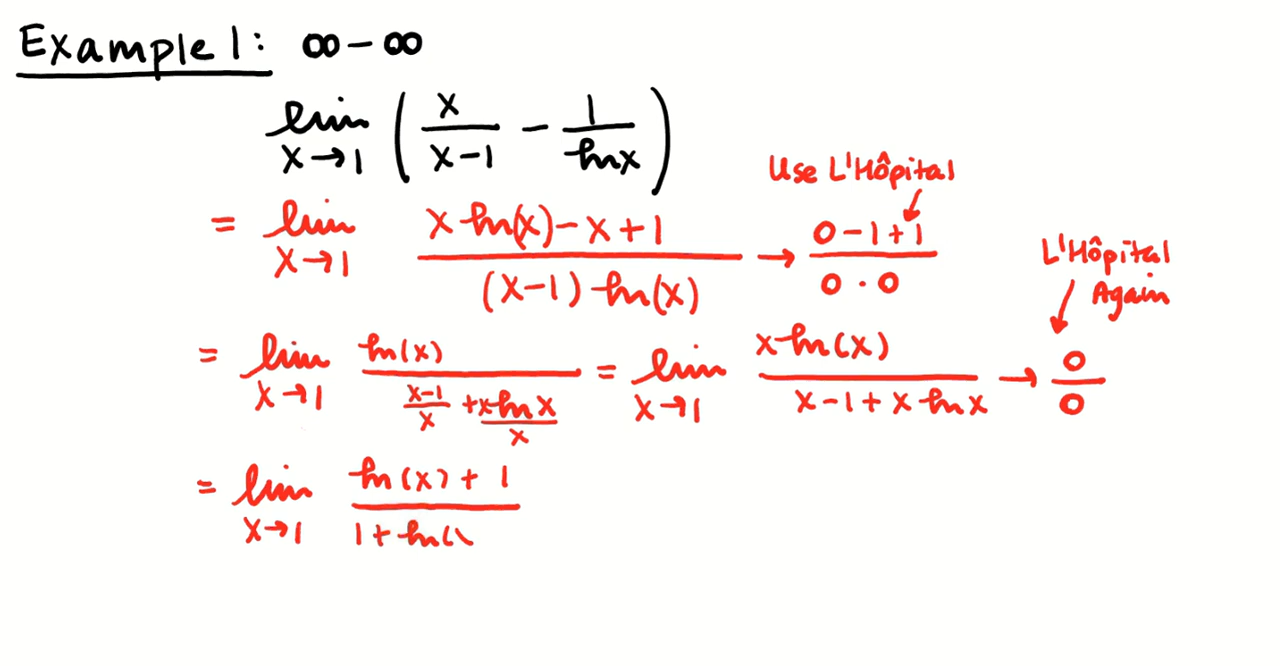 Example 1: ∞ - ∞
lim x→1 ( x/(x-1) - 1/ln x )
Use L'Hôpital
= lim x→1 (x ln(x) - x + 1)/((x-1) ln(x)) → (0 - 1 + 1)/(0 · 0)
L'Hôpital Again
= lim x→1 ln(x)/((x-1)/x + (x ln x)/x) = lim x→1 (x ln(x))/(x - 1 + x ln x) → 0/0
= lim x→1 (ln(x) + 1)/(1 + ln(